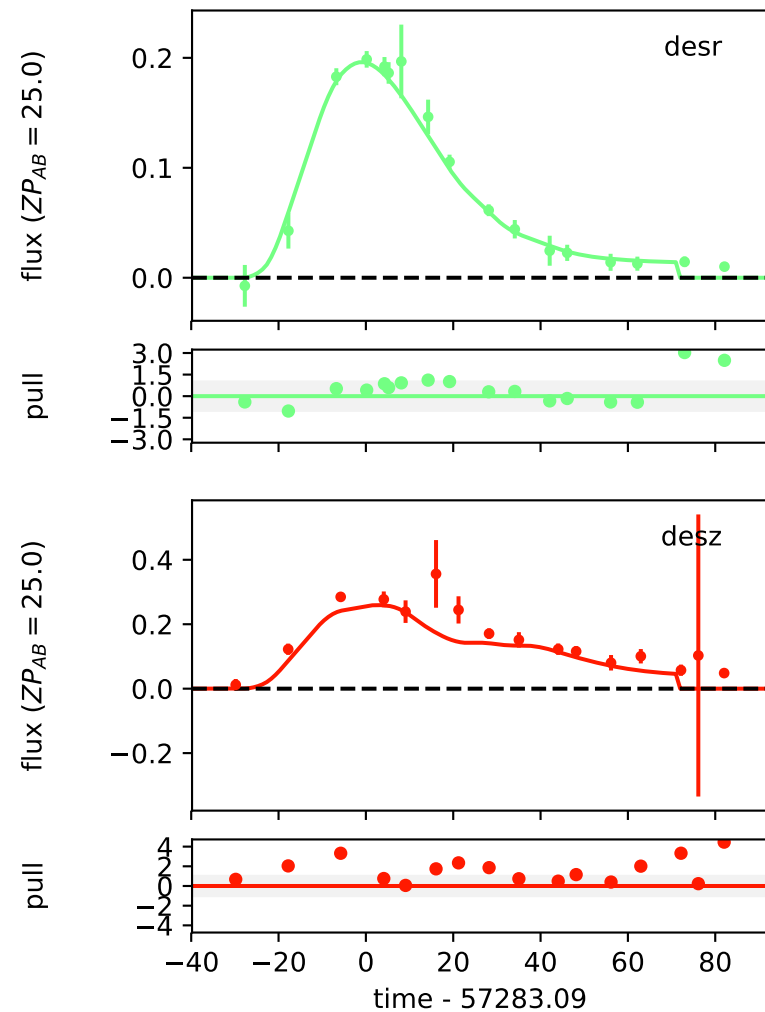 desr
flux (ZP_AB = 25.0)
0.2
0.1
0.0
pull
3.0
1.5
0.0
−1.5
−3.0
desz
flux (ZP_AB = 25.0)
0.4
0.2
0.0
−0.2
pull
4
2
0
−2
−4
−40 −20 0 20 40 60 80
time - 57283.09